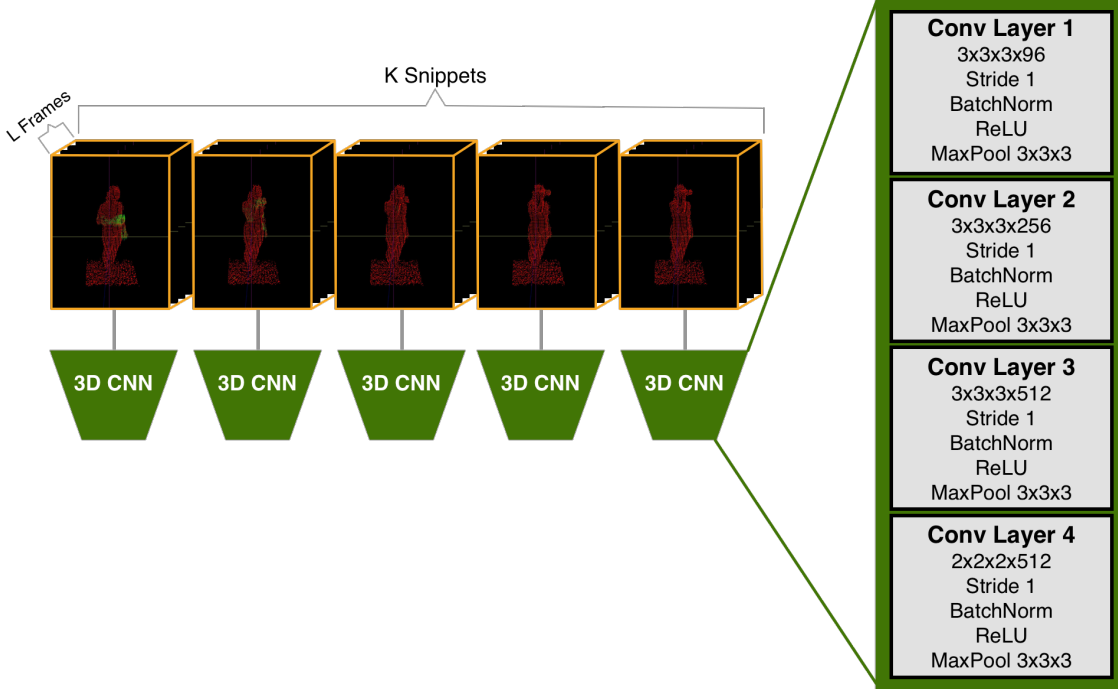 K Snippets
L Frames
3D CNN
3D CNN
3D CNN
3D CNN
3D CNN
Conv Layer 1
3x3x3x96
Stride 1
BatchNorm
ReLU
MaxPool 3x3x3
Conv Layer 2
3x3x3x256
Stride 1
BatchNorm
ReLU
MaxPool 3x3x3
Conv Layer 3
3x3x3x512
Stride 1
BatchNorm
ReLU
MaxPool 3x3x3
Conv Layer 4
2x2x2x512
Stride 1
BatchNorm
ReLU
MaxPool 3x3x3